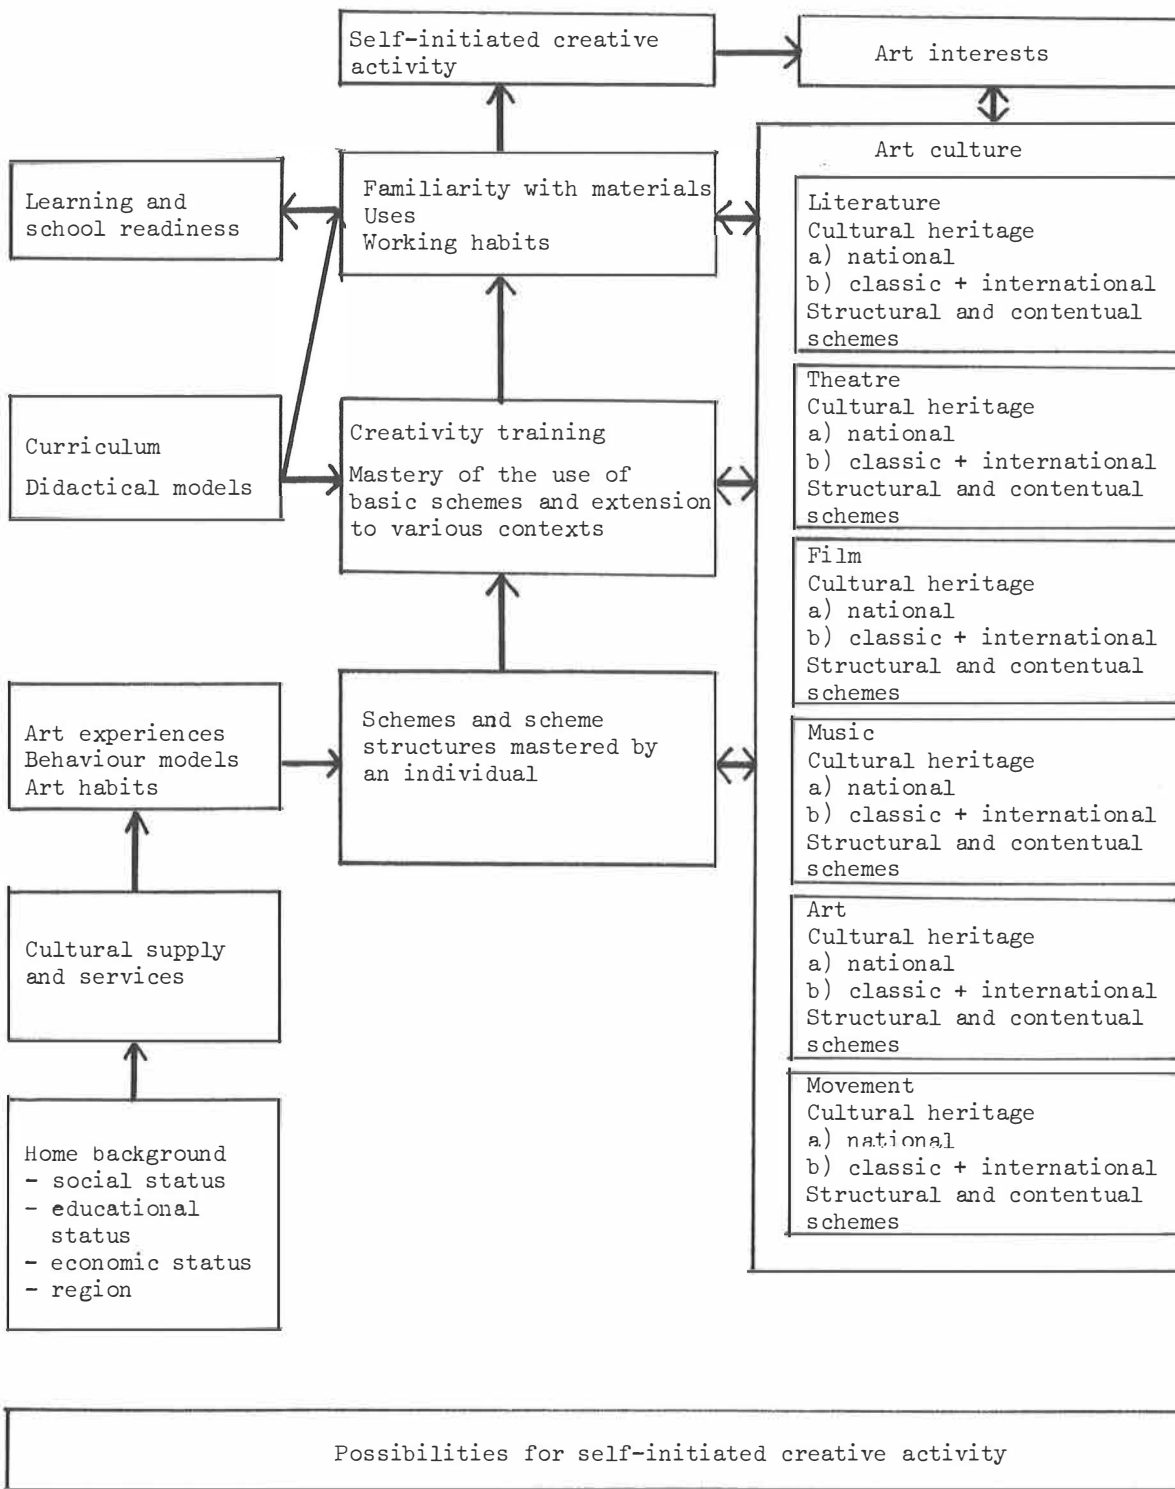 Self-initiated creative
activity
Art interests
Art culture
Learning and
school readiness
Familiarity with materials
Uses
Working habits
Curriculum
Didactical models
Creativity training
Mastery of the use of
basic schemes and extension
to various contexts
Art experiences
Behaviour models
Art habits
Schemes and scheme
structures mastered by
an individual
Cultural supply
and services
Home background
- social status
- educational
status
- economic status
- region
Literature
Cultural heritage
a) national
b) classic + international
Structural and contentual
schemes
Theatre
Cultural heritage
a) national
b) classic + international
Structural and contentual
schemes
Film
Cultural heritage
a) national
b) classic + international
Structural and contentual
schemes
Music
Cultural heritage
a) national
b) classic + international
Structural and contentual
schemes
Art
Cultural heritage
a) national
b) classic + international
Structural and contentual
schemes
Movement
Cultural heritage
a) national
b) classic + international
Structural and contentual
schemes
Possibilities for self-initiated creative activity